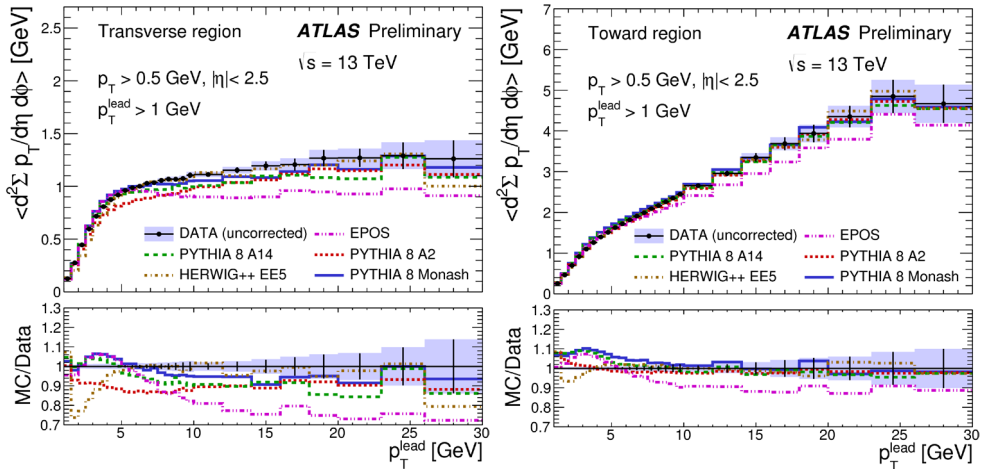 <d²Σ p_T/dη dφ> [GeV]
Transverse region
ATLAS Preliminary
√s = 13 TeV
p_T > 0.5 GeV, |η|< 2.5
p_T^lead > 1 GeV
DATA (uncorrected)
EPOS
PYTHIA 8 A14
PYTHIA 8 A2
HERWIG++ EE5
PYTHIA 8 Monash
2.5
2
1.5
1
0.5
MC/Data
1.3
1.2
1.1
1
0.9
0.8
0.7
5 10 15 20 25 30
p_T^lead [GeV]
<d²Σ p_T/dη dφ> [GeV]
Toward region
ATLAS Preliminary
√s = 13 TeV
p_T > 0.5 GeV, |η|< 2.5
p_T^lead > 1 GeV
DATA (uncorrected)
EPOS
PYTHIA 8 A14
PYTHIA 8 A2
HERWIG++ EE5
PYTHIA 8 Monash
7
6
5
4
3
2
1
0
MC/Data
1.3
1.2
1.1
1
0.9
0.8
0.7
5 10 15 20 25 30
p_T^lead [GeV]